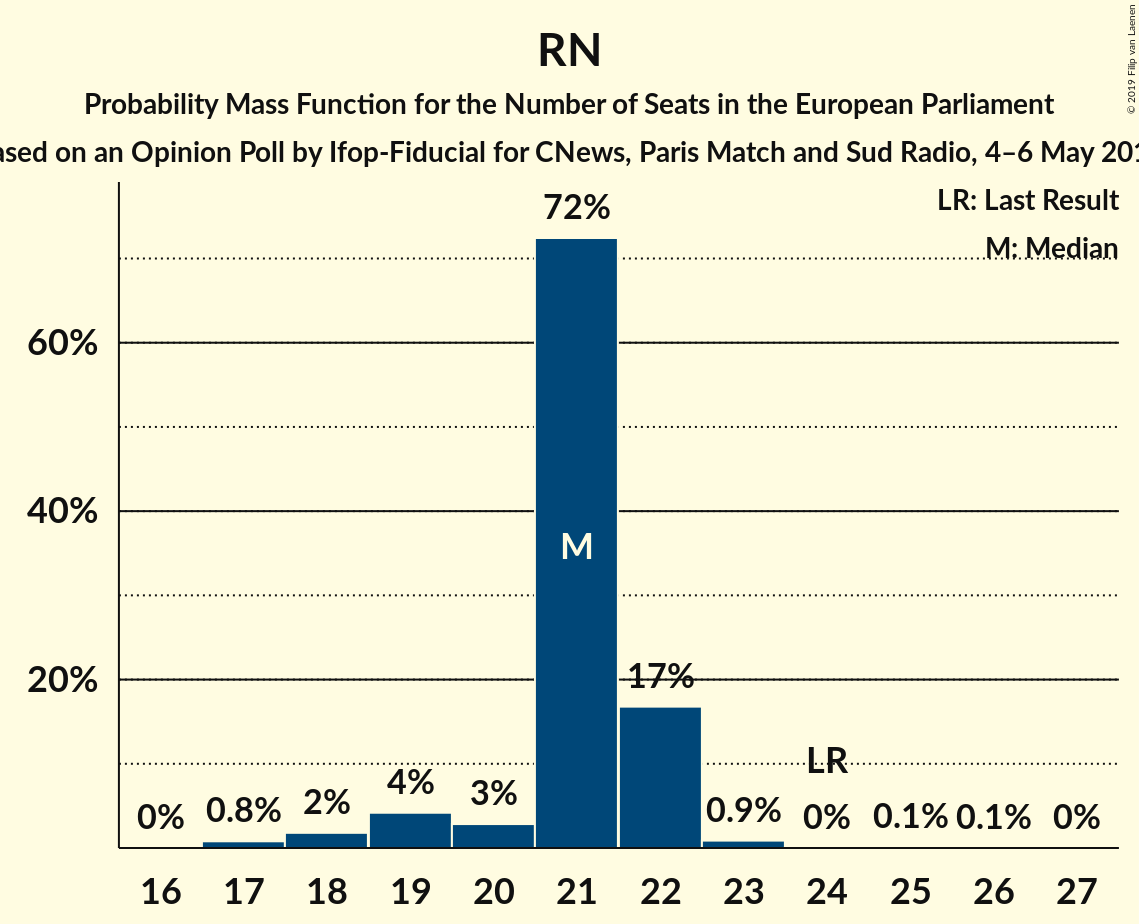 RN
Probability Mass Function for the Number of Seats in the European Parliament
ased on an Opinion Poll by Ifop-Fiducial for CNews, Paris Match and Sud Radio, 4–6 May 201
© 2019 Filip van Laenen
LR: Last Result
M: Median
60%
40%
20%
0%
0.8%
2%
4%
3%
72%
M
17%
0.9%
LR
0%
0.1%
0.1%
0%
16 17 18 19 20 21 22 23 24 25 26 27